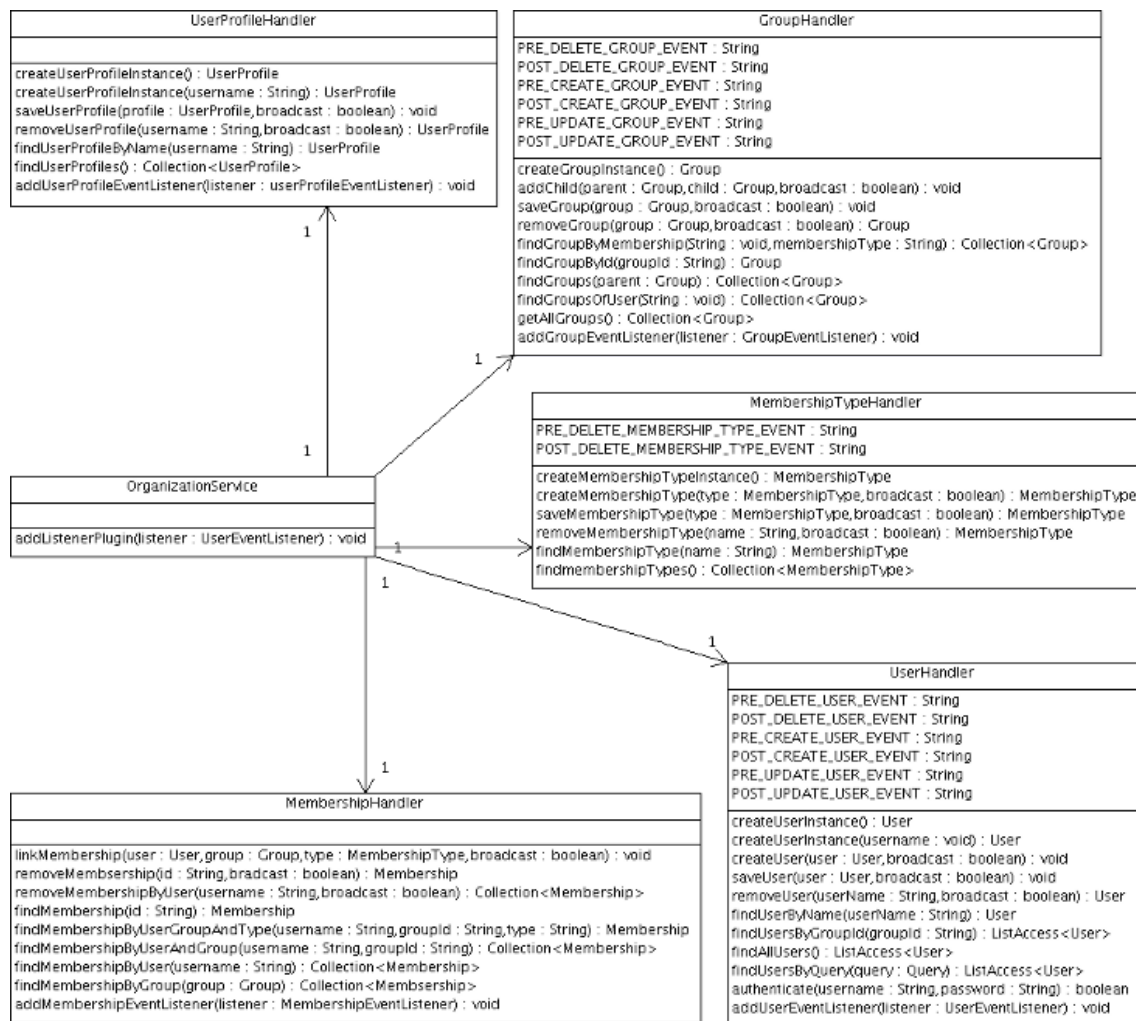 UserProfileHandler
createUserProfileInstance() : UserProfile
createUserProfileInstance(username : String) : UserProfile
saveUserProfile(profile : UserProfile,broadcast : boolean) : void
removeUserProfile(username : String,broadcast : boolean) : UserProfile
findUserProfileByName(username : String) : UserProfile
findUserProfiles() : Collection<UserProfile>
addUserProfileEventListener(listener : userProfileEventListener) : void
GroupHandler
PRE_DELETE_GROUP_EVENT : String
POST_DELETE_GROUP_EVENT : String
PRE_CREATE_GROUP_EVENT : String
POST_CREATE_GROUP_EVENT : String
PRE_UPDATE_GROUP_EVENT : String
POST_UPDATE_GROUP_EVENT : String
createGroupInstance() : Group
addChild(parent : Group,child : Group,broadcast : boolean) : void
saveGroup(group : Group,broadcast : boolean) : void
removeGroup(group : Group,broadcast : boolean) : Group
findGroupByMembership(String : void,membershipType : String) : Collection<Group>
findGroupById(groupId : String) : Group
findGroups(parent : Group) : Collection<Group>
findGroupsOfUser(String : void) : Collection<Group>
getAllGroups() : Collection<Group>
addGroupEventListener(listener : GroupEventListener) : void
1
1
1
MembershipTypeHandler
PRE_DELETE_MEMBERSHIP_TYPE_EVENT : String
POST_DELETE_MEMBERSHIP_TYPE_EVENT : String
createMembershipTypeInstance() : MembershipType
createMembershipType(type : MembershipType,broadcast : boolean) : MembershipType
saveMembershipType(type : MembershipType,broadcast : boolean) : MembershipType
removeMembershipType(name : String,broadcast : boolean) : MembershipType
findMembershipType(name : String) : MembershipType
findmembershipTypes() : Collection<MembershipType>
OrganizationService
addListenerPlugin(listener : UserEventListener) : void
1
1
1
1
UserHandler
PRE_DELETE_USER_EVENT : String
POST_DELETE_USER_EVENT : String
PRE_CREATE_USER_EVENT : String
POST_CREATE_USER_EVENT : String
PRE_UPDATE_USER_EVENT : String
POST_UPDATE_USER_EVENT : String
createUserInstance() : User
createUserInstance(username : void) : User
createUser(user : User,broadcast : boolean) : void
saveUser(user : User,broadcast : boolean) : void
removeUser(userName : String,broadcast : boolean) : User
findUserByName(userName : String) : User
findUsersByGroupId(groupId : String) : ListAccess<User>
findAllUsers() : ListAccess<User>
findUsersByQuery(query : Query) : ListAccess<User>
authenticate(username : String,password : String) : boolean
addUserEventListener(listener : UserEventListener) : void
MembershipHandler
linkMembership(user : User,group : Group,type : MembershipType,broadcast : boolean) : void
removeMembsership(id : String,bradcast : boolean) : Membership
removeMembershipByUser(username : String,broadcast : boolean) : Collection<Membership>
findMembership(id : String) : Membership
findMembershipByUserGroupAndType(username : String,groupId : String,type : String) : Membership
findMembershipByUserAndGroup(username : String,groupId : String) : Collection<Membership>
findMembershipByUser(username : String) : Collection<Membership>
findMembershipByGroup(group : Group) : Collection<Membsership>
addMembershipEventListener(listener : MembershipEventListener) : void